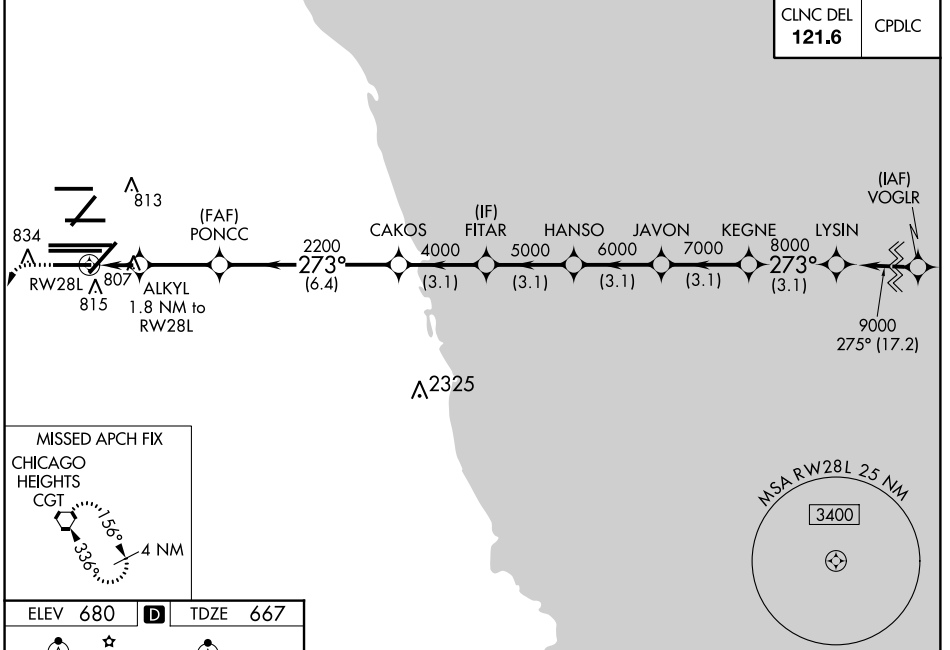 CLNC DEL
121.6
CPDLC
813
834
RW28L
815
807
ALKYL
1.8 NM to
RW28L
(FAF)
PONCC
2200
273°
(6.4)
CAKOS
4000
(3.1)
(IF)
FITAR
5000
(3.1)
HANSO
6000
(3.1)
JAVON
7000
(3.1)
KEGNE
8000
273°
(3.1)
LYSIN
(IAF)
VOGLR
9000
275° (17.2)
2325
MISSED APCH FIX
CHICAGO
HEIGHTS
CGT
156°
336°
4 NM
MSA RW28L 25 NM
3400
ELEV 680 D TDZE 667